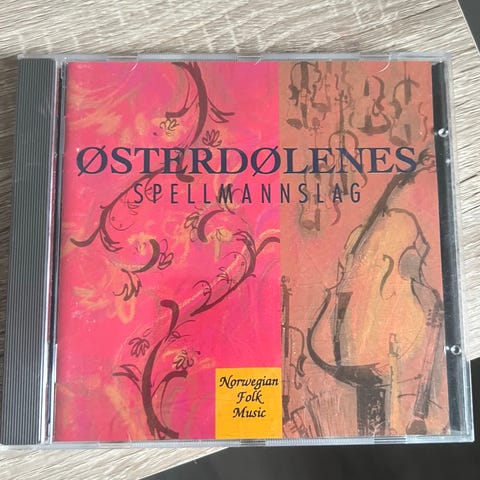 ØSTERDØLENES
SPELLMANNSLAG
Norwegian
Folk
Music